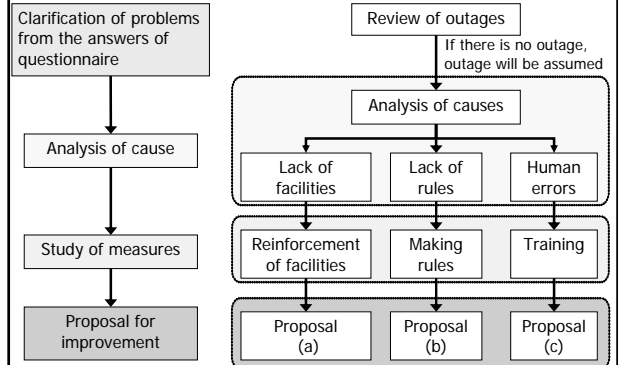 Clarification of problems
from the answers of
questionnaire
Analysis of cause
Study of measures
Proposal for
improvement
Review of outages
If there is no outage,
outage will be assumed
Analysis of causes
Lack of
facilities
Lack of
rules
Human
errors
Reinforcement
of facilities
Making
rules
Training
Proposal
(a)
Proposal
(b)
Proposal
(c)